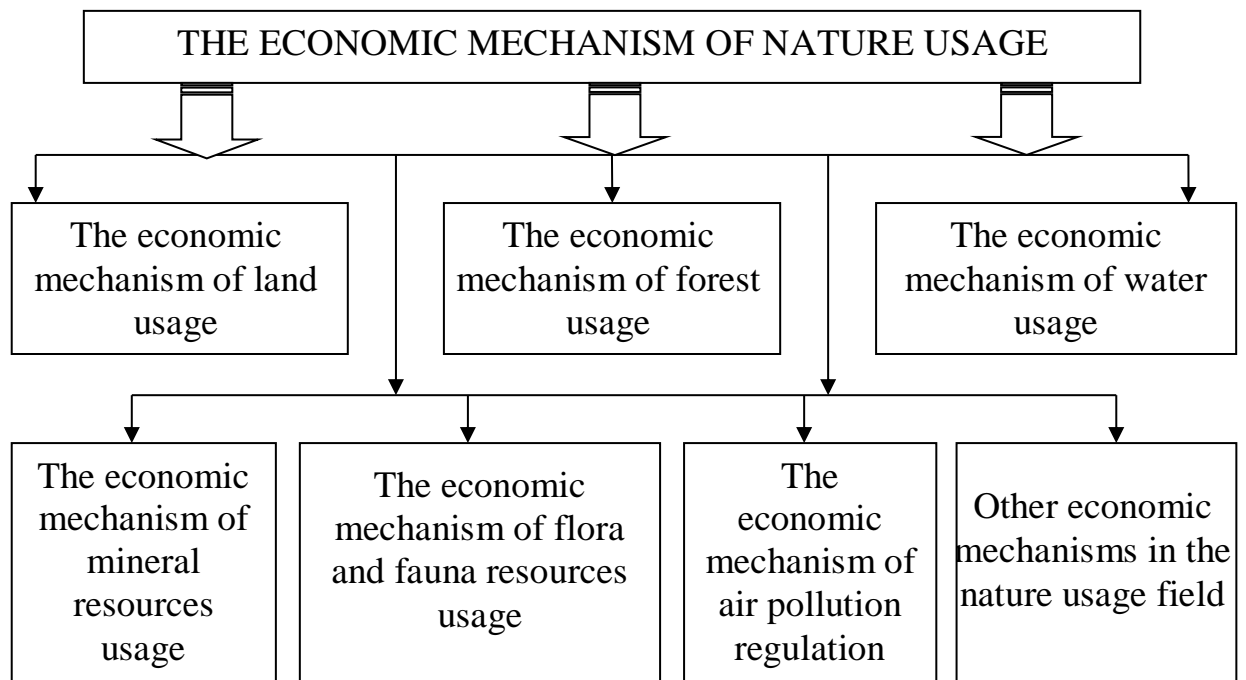 THE ECONOMIC MECHANISM OF NATURE USAGE
The economic
mechanism of land
usage
The economic
mechanism of forest
usage
The economic
mechanism of water
usage
The economic
mechanism of
mineral
resources
usage
The economic
mechanism of flora
and fauna resources
usage
The
economic
mechanism of
air pollution
regulation
Other economic
mechanisms in the
nature usage field